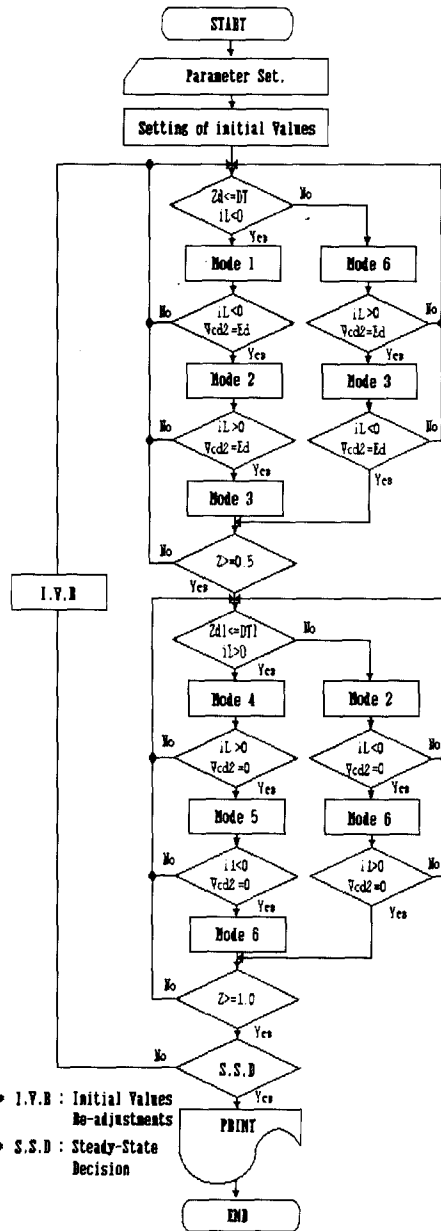 START
Parameter Set.
Setting of initial Values
Zd<=DT
iL<0
No
Yes
Mode 1
Mode 6
No
iL<0
Vcd2=Ed
Yes
iL>0
Vcd2=Ed
No
Yes
Mode 2
Mode 3
No
iL>0
Vcd2=Ed
Yes
iL<0
Vcd2=Ed
No
Yes
Mode 3
No
Z>=0.5
Yes
I.V.R
Zd1<=DT1
iL>0
No
Yes
Mode 4
Mode 2
No
iL>0
Vcd2=0
Yes
iL<0
Vcd2=0
No
Yes
Mode 5
Mode 6
No
i1<0
Vcd2=0
Yes
i1>0
Vcd2=0
No
Yes
Mode 6
No
Z>=1.0
Yes
No
S.S.D
Yes
I.V.R : Initial Values
Re-adjustments
S.S.D : Steady-State
Decision
PRINT
END